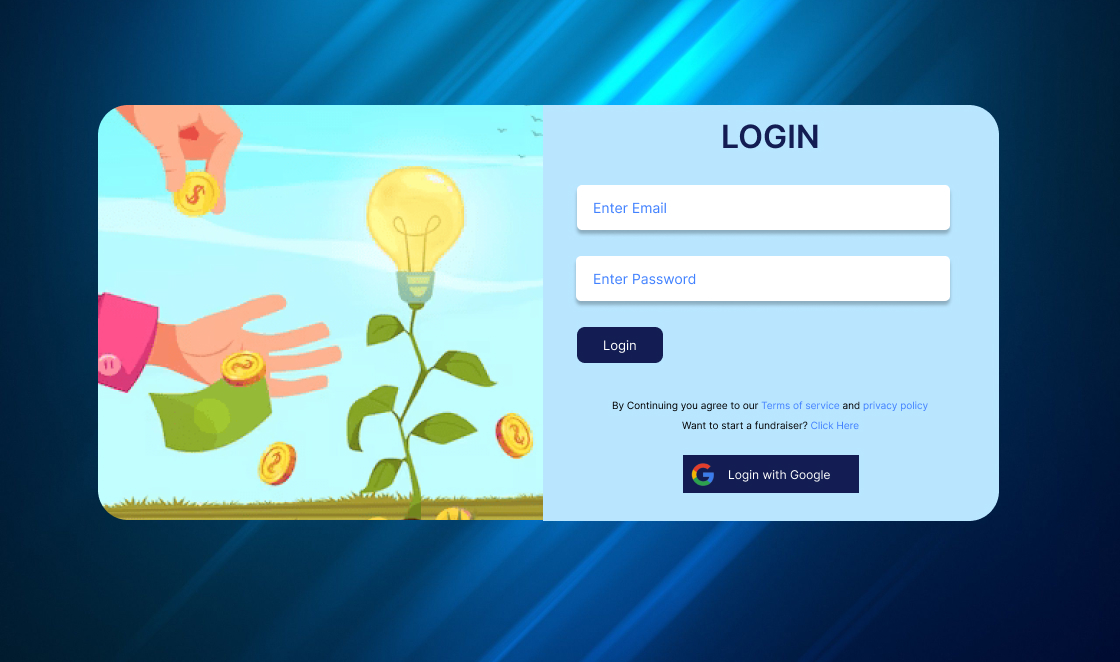 LOGIN
Enter Email
Enter Password
Login
By Continuing you agree to our Terms of service and privacy policy
Want to start a fundraiser? Click Here
Login with Google